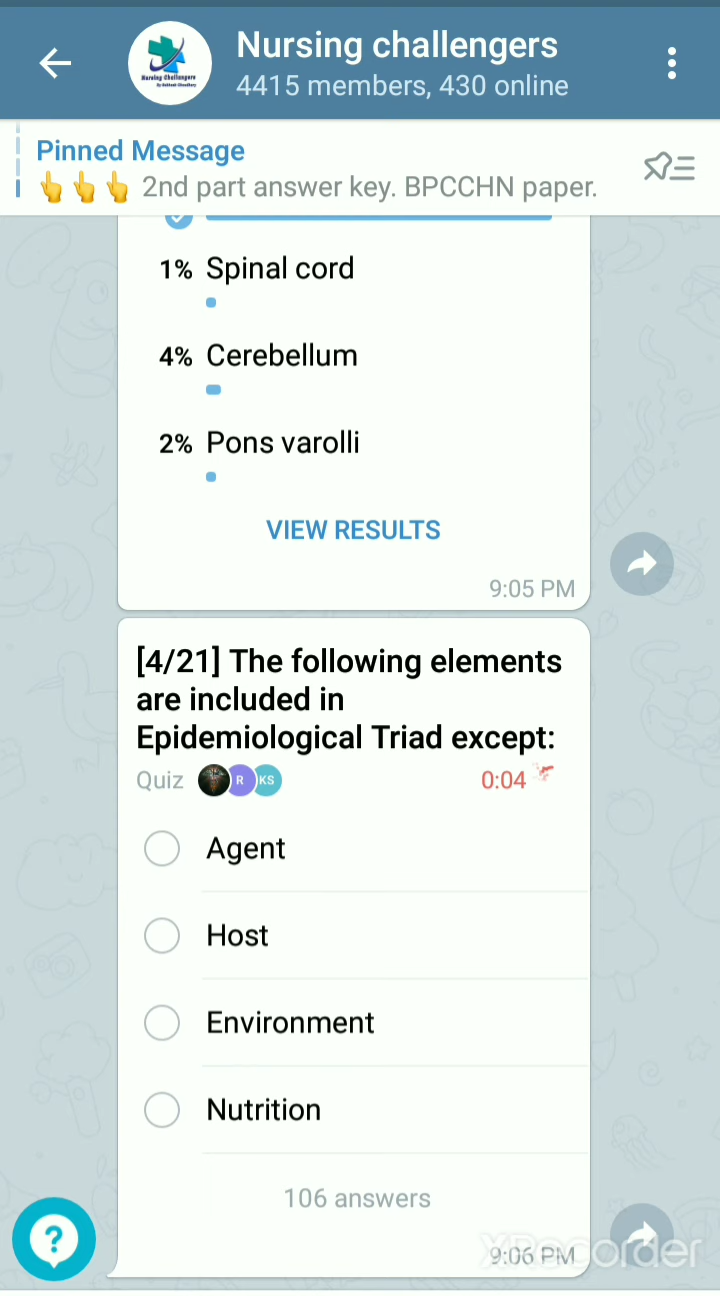 Nursing challengers
4415 members, 430 online
Pinned Message
👆👆👆 2nd part answer key. BPCCHN paper.
1% Spinal cord
4% Cerebellum
2% Pons varolli
VIEW RESULTS
9:05 PM
[4/21] The following elements
are included in
Epidemiological Triad except:
Quiz R KS 0:04
Agent
Host
Environment
Nutrition
106 answers
9:06 PM
XRecorder
?